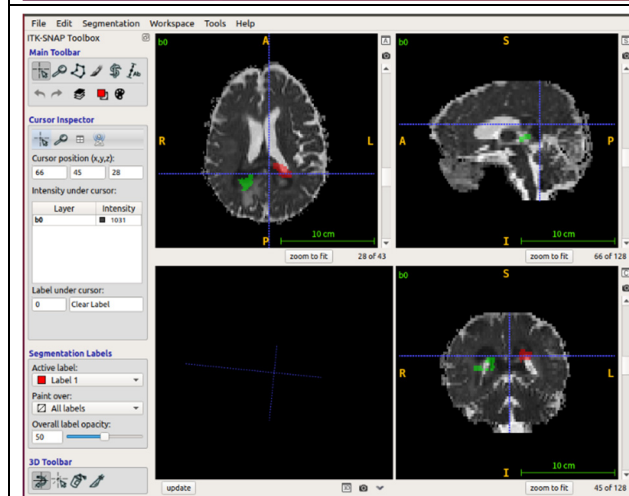 File Edit Segmentation Workspace Tools Help
ITK-SNAP Toolbox
Main Toolbar
Cursor Inspector
Cursor position (x,y,z):
66 45 28
Intensity under cursor:
Layer Intensity
b0 1031
Label under cursor:
0 Clear Label
Segmentation Labels
Active label:
Label 1
Paint over:
All labels
Overall label opacity:
50
3D Toolbar
b0
A
R
L
P
10 cm
A
zoom to fit 28 of 43
b0
S
A
P
I
10 cm
zoom to fit 66 of 128
update
3D
b0
S
R
L
I
10 cm
C
zoom to fit 45 of 128